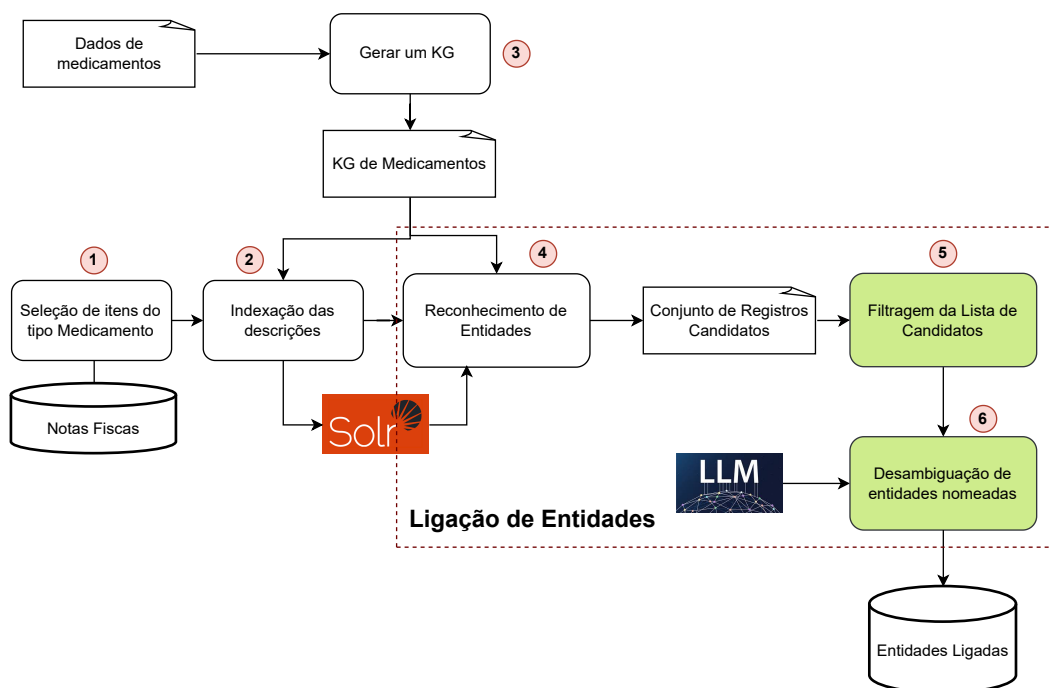 Dados de
medicamentos
Gerar um KG
3
KG de Medicamentos
1
2
4
5
Seleção de itens do
tipo Medicamento
Indexação das
descrições
Reconhecimento de
Entidades
Conjunto de Registros
Candidatos
Filtragem da Lista de
Candidatos
Notas Fiscas
Solr
6
LLM
Desambiguação de
entidades nomeadas
Ligação de Entidades
Entidades Ligadas